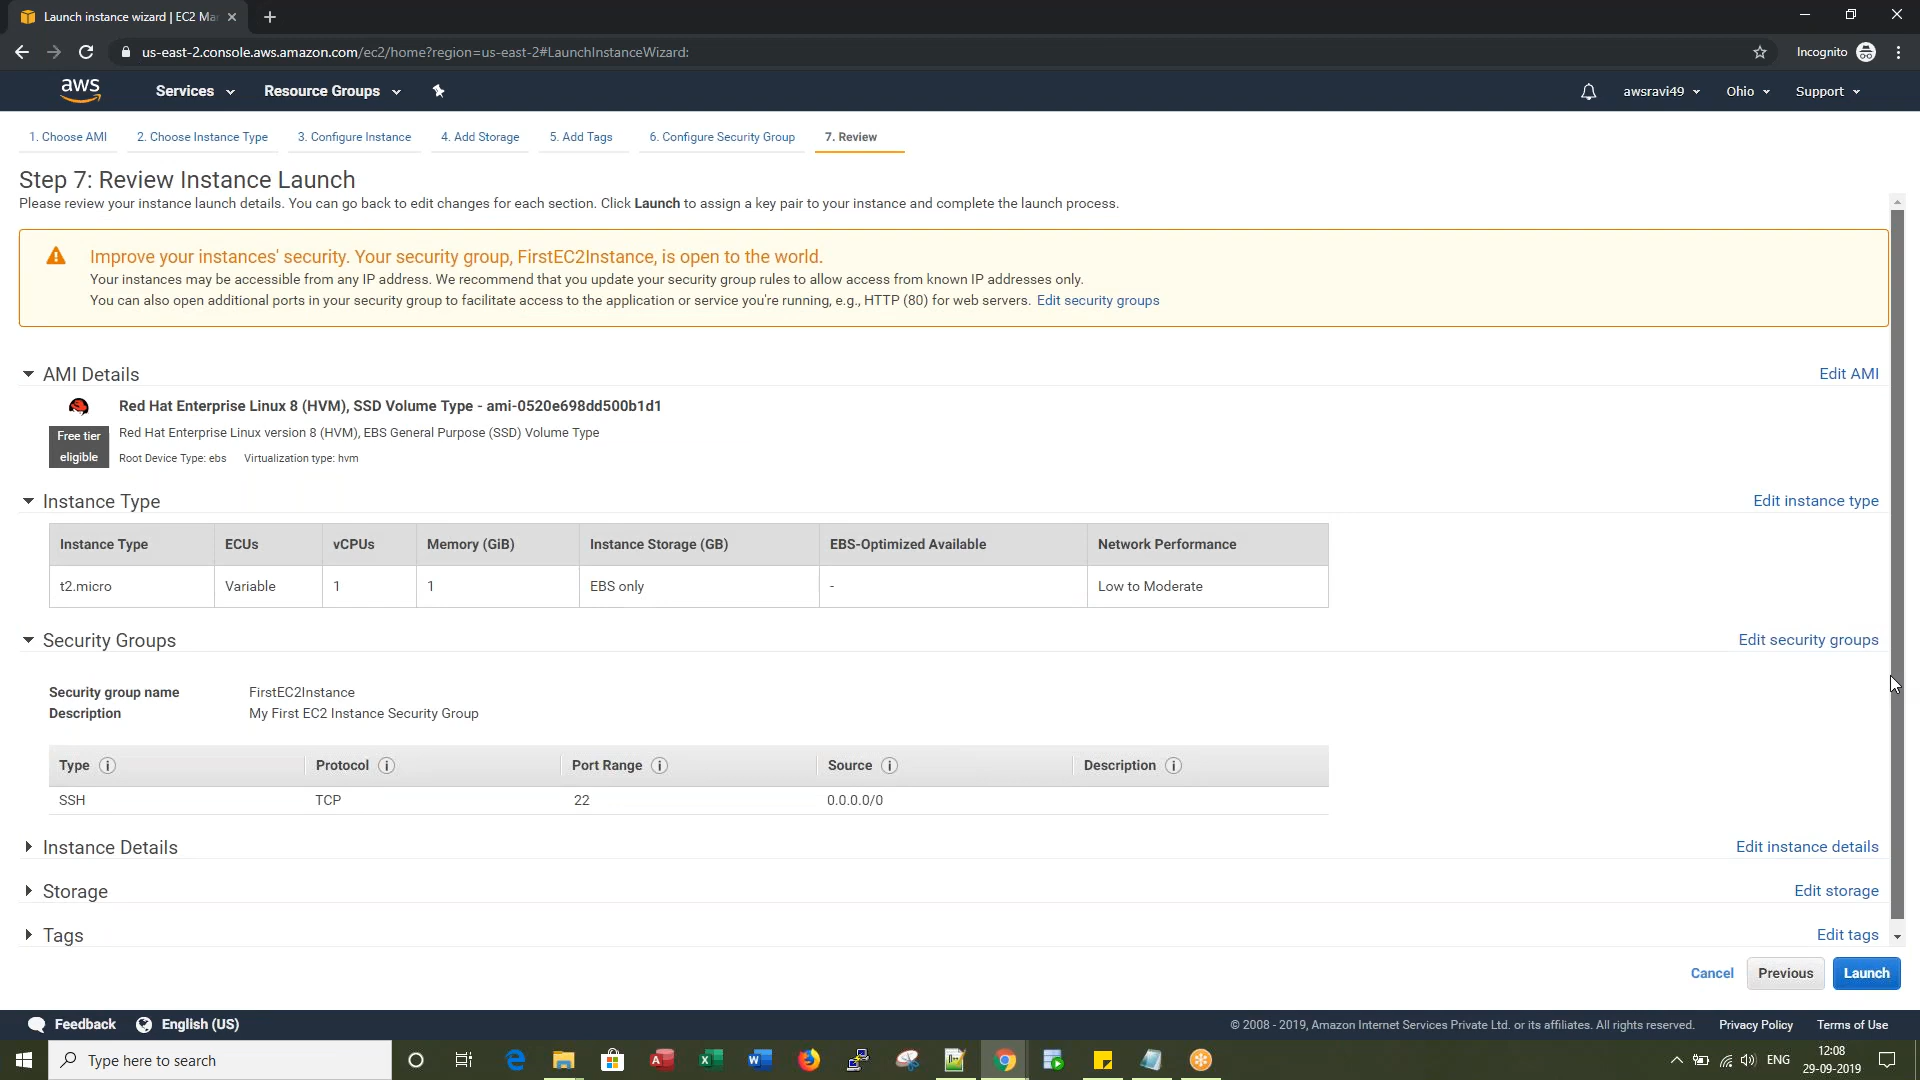 Launch instance wizard | EC2 Ma
us-east-2.console.aws.amazon.com/ec2/home?region=us-east-2#LaunchInstanceWizard:
Incognito
aws
Services
Resource Groups
awsravi49
Ohio
Support
1. Choose AMI
2. Choose Instance Type
3. Configure Instance
4. Add Storage
5. Add Tags
6. Configure Security Group
7. Review
Step 7: Review Instance Launch
Please review your instance launch details. You can go back to edit changes for each section. Click Launch to assign a key pair to your instance and complete the launch process.
Improve your instances' security. Your security group, FirstEC2Instance, is open to the world.
Your instances may be accessible from any IP address. We recommend that you update your security group rules to allow access from known IP addresses only.
You can also open additional ports in your security group to facilitate access to the application or service you're running, e.g., HTTP (80) for web servers. Edit security groups
AMI Details
Edit AMI
Red Hat Enterprise Linux 8 (HVM), SSD Volume Type - ami-0520e698dd500b1d1
Free tier
eligible
Red Hat Enterprise Linux version 8 (HVM), EBS General Purpose (SSD) Volume Type
Root Device Type: ebs Virtualization type: hvm
Instance Type
Edit instance type
Instance Type ECUs vCPUs Memory (GiB) Instance Storage (GB) EBS-Optimized Available Network Performance
t2.micro Variable 1 1 EBS only - Low to Moderate
Security Groups
Edit security groups
Security group name FirstEC2Instance
Description My First EC2 Instance Security Group
Type Protocol Port Range Source Description
SSH TCP 22 0.0.0.0/0
Instance Details
Edit instance details
Storage
Edit storage
Tags
Edit tags
Cancel
Previous
Launch
Feedback
English (US)
© 2008 - 2019, Amazon Internet Services Private Ltd. or its affiliates. All rights reserved.
Privacy Policy
Terms of Use
Type here to search
ENG
12:08
29-09-2019